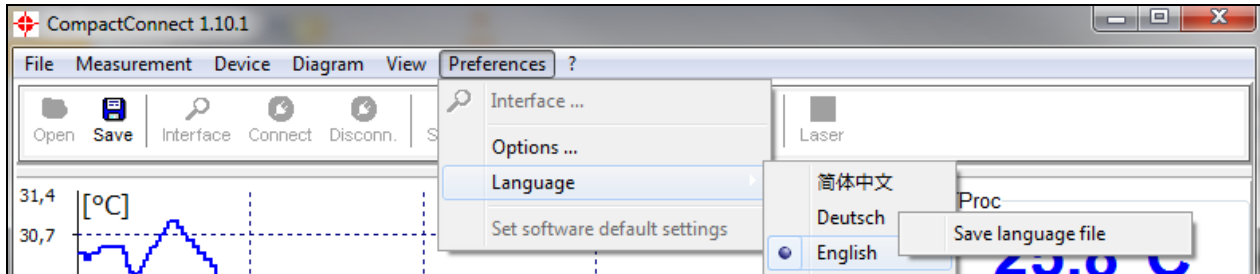 CompactConnect 1.10.1
File Measurement Device Diagram View Preferences ?
Open Save Interface Connect Disconn. S Laser
Interface ...
Options ...
Language
Set software default settings
简体中文
Deutsch
English
Save language file
31,4 [°C]
30,7
Proc